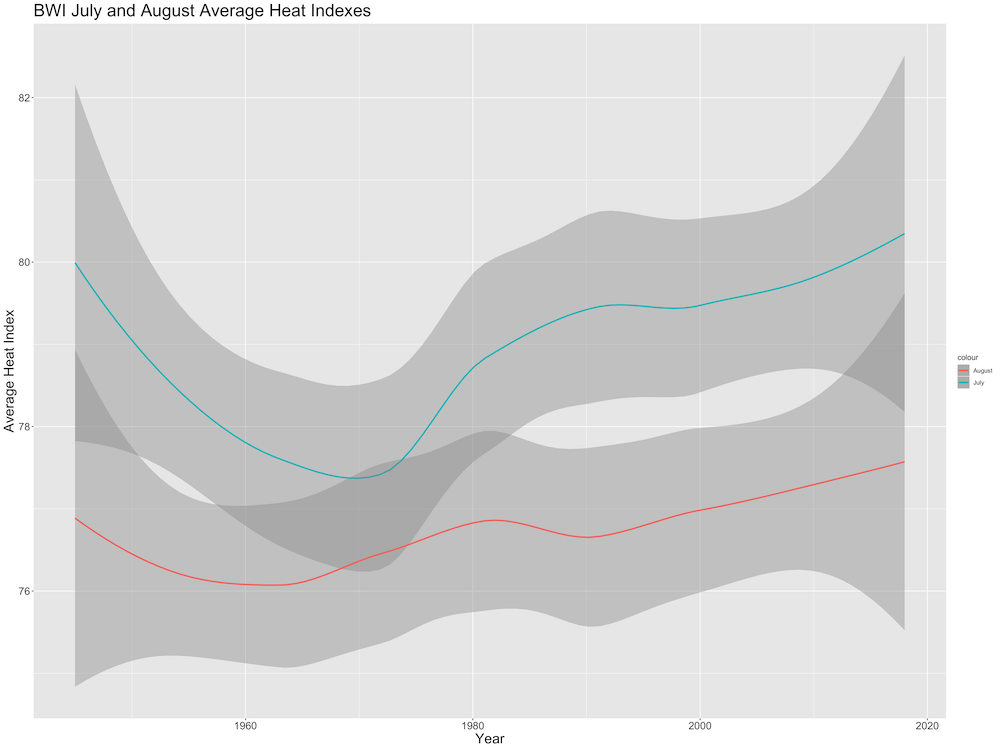 BWI July and August Average Heat Indexes
82
80
78
76
Averrage Heat Index
1960
1980
2000
2020
Year
colour
August
July